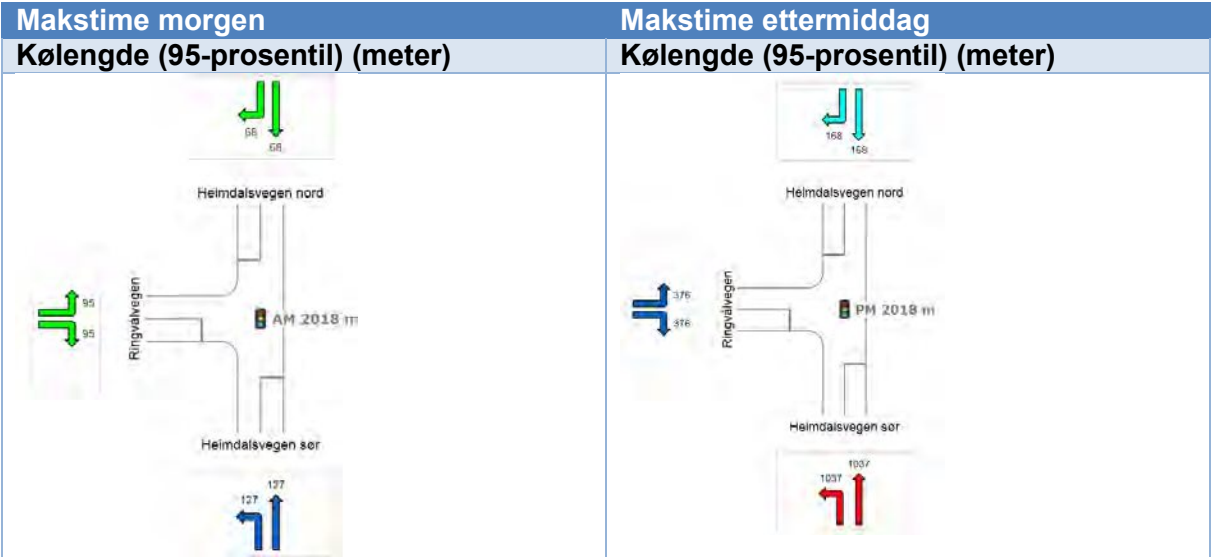 Makstime morgen
Makstime ettermiddag
Kølengde (95-prosentil) (meter)
Kølengde (95-prosentil) (meter)
68
68
Heimdalsvegen nord
95
95
Ringvålvegen
AM 2018 m
Heimdalsvegen sør
127
127
168
168
Heimdalsvegen nord
376
376
Ringvålvegen
PM 2018 m
Heimdalsvegen sør
1037
1037